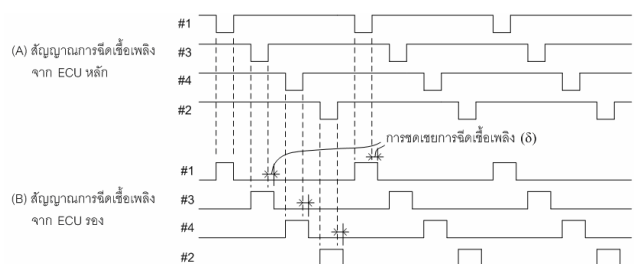 #1
(A) สัญญาณการฉีดเชื้อเพลิง
จาก ECU หลัก
#3
#4
#2
การชดเชยการฉีดเชื้อเพลิง (δ)
#1
(B) สัญญาณการฉีดเชื้อเพลิง
จาก ECU รอง
#3
#4
#2